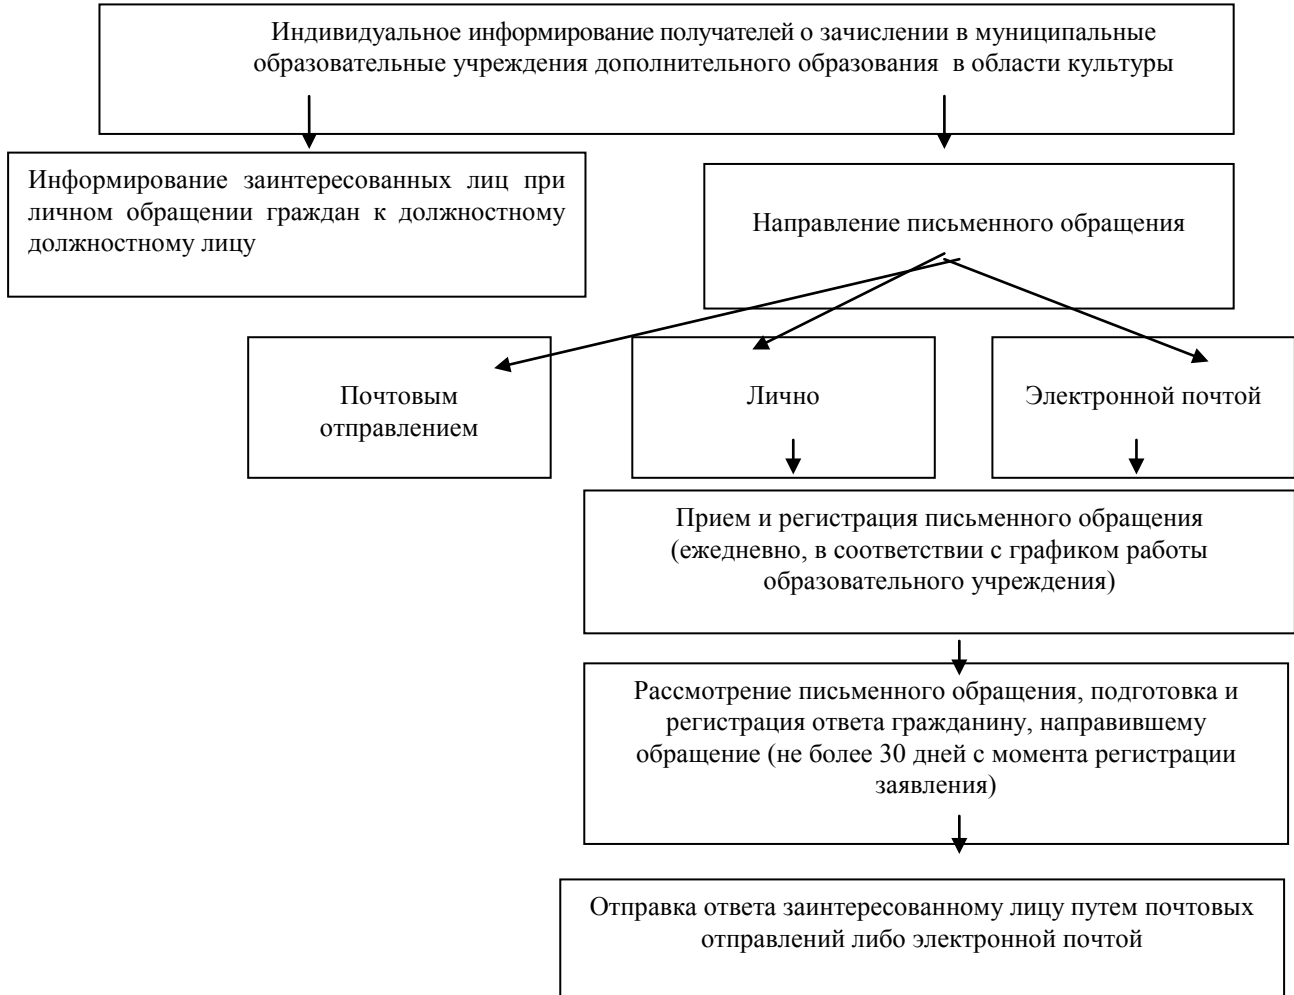 Индивидуальное информирование получателей о зачислении в муниципальные
образовательные учреждения дополнительного образования в области культуры
Информирование заинтересованных лиц при
личном обращении граждан к должностному
должностному лицу
Направление письменного обращения
Почтовым
отправлением
Лично
Электронной почтой
Прием и регистрация письменного обращения
(ежедневно, в соответствии с графиком работы
образовательного учреждения)
Рассмотрение письменного обращения, подготовка и
регистрация ответа гражданину, направившему
обращение (не более 30 дней с момента регистрации
заявления)
Отправка ответа заинтересованному лицу путем почтовых
отправлений либо электронной почтой